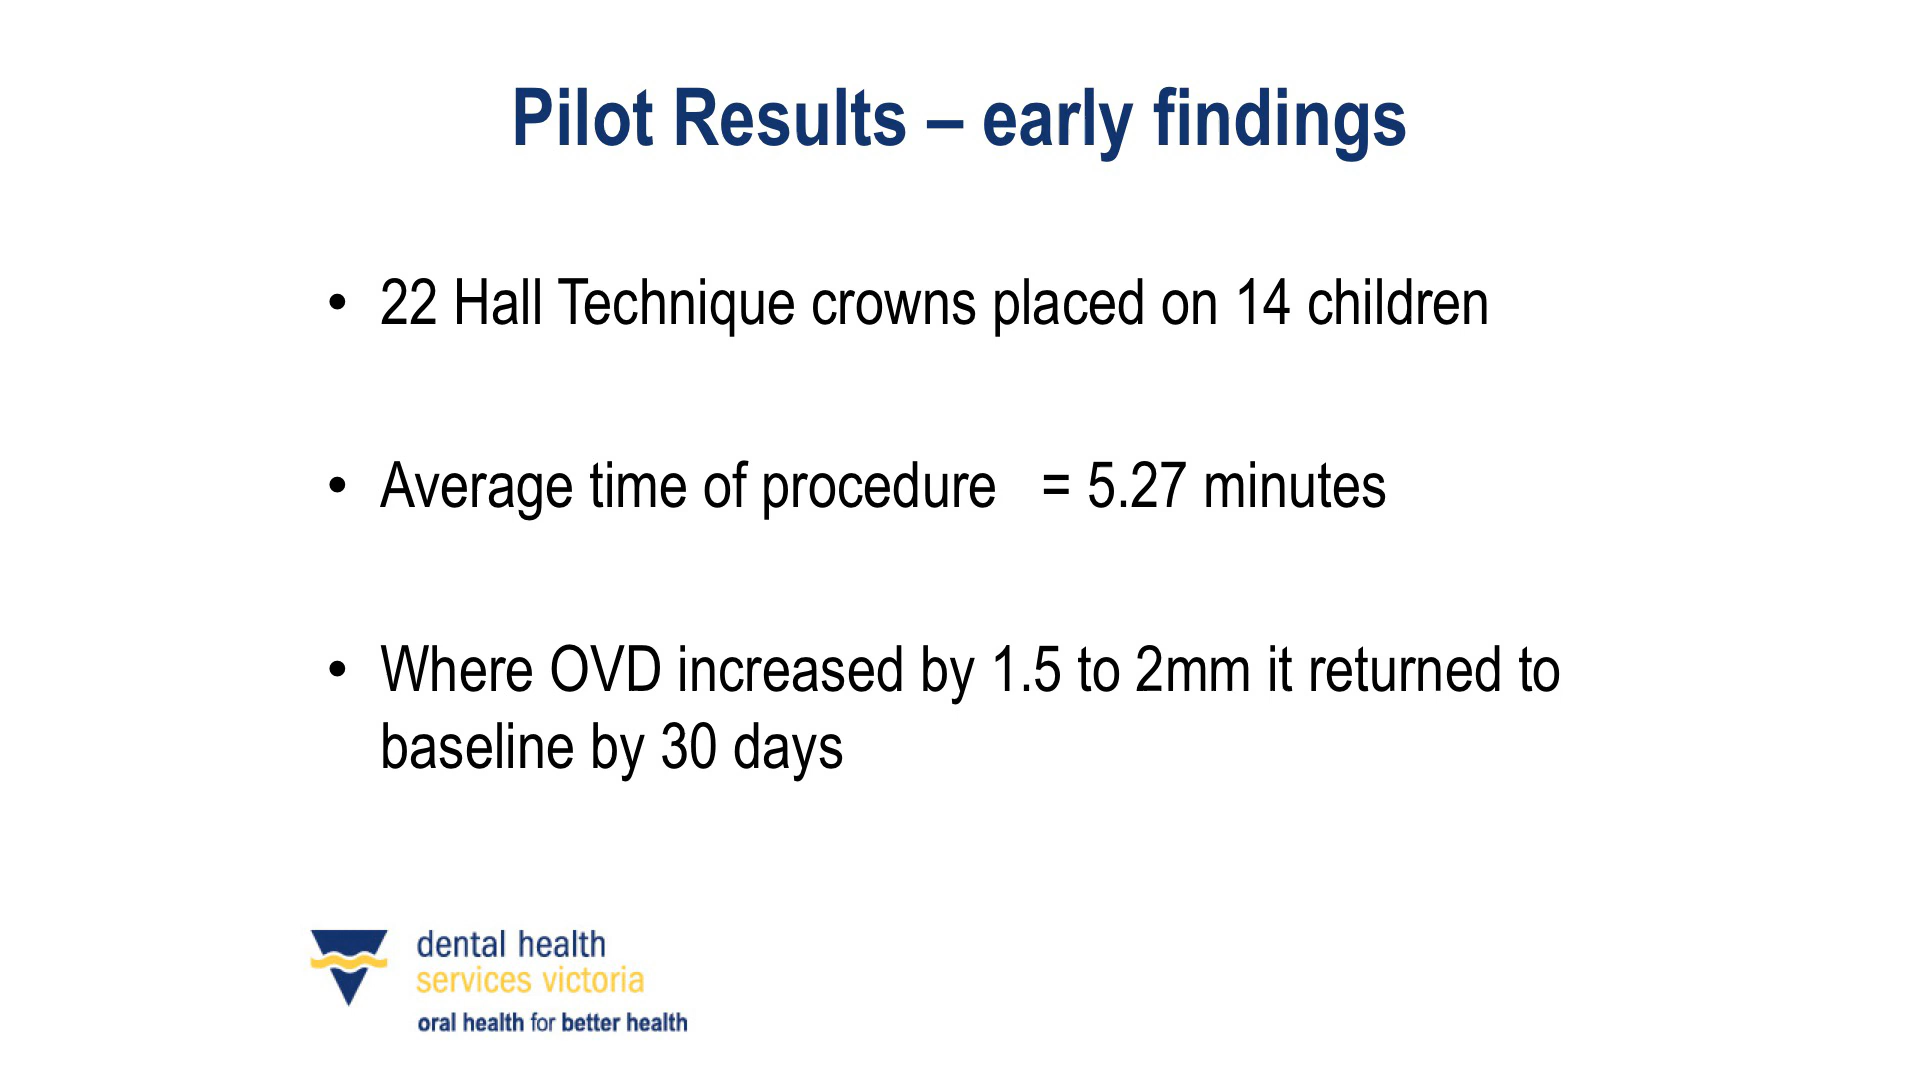 Pilot Results – early findings
• 22 Hall Technique crowns placed on 14 children
• Average time of procedure   = 5.27 minutes
• Where OVD increased by 1.5 to 2mm it returned to
baseline by 30 days
dental health
services victoria
oral health for better health